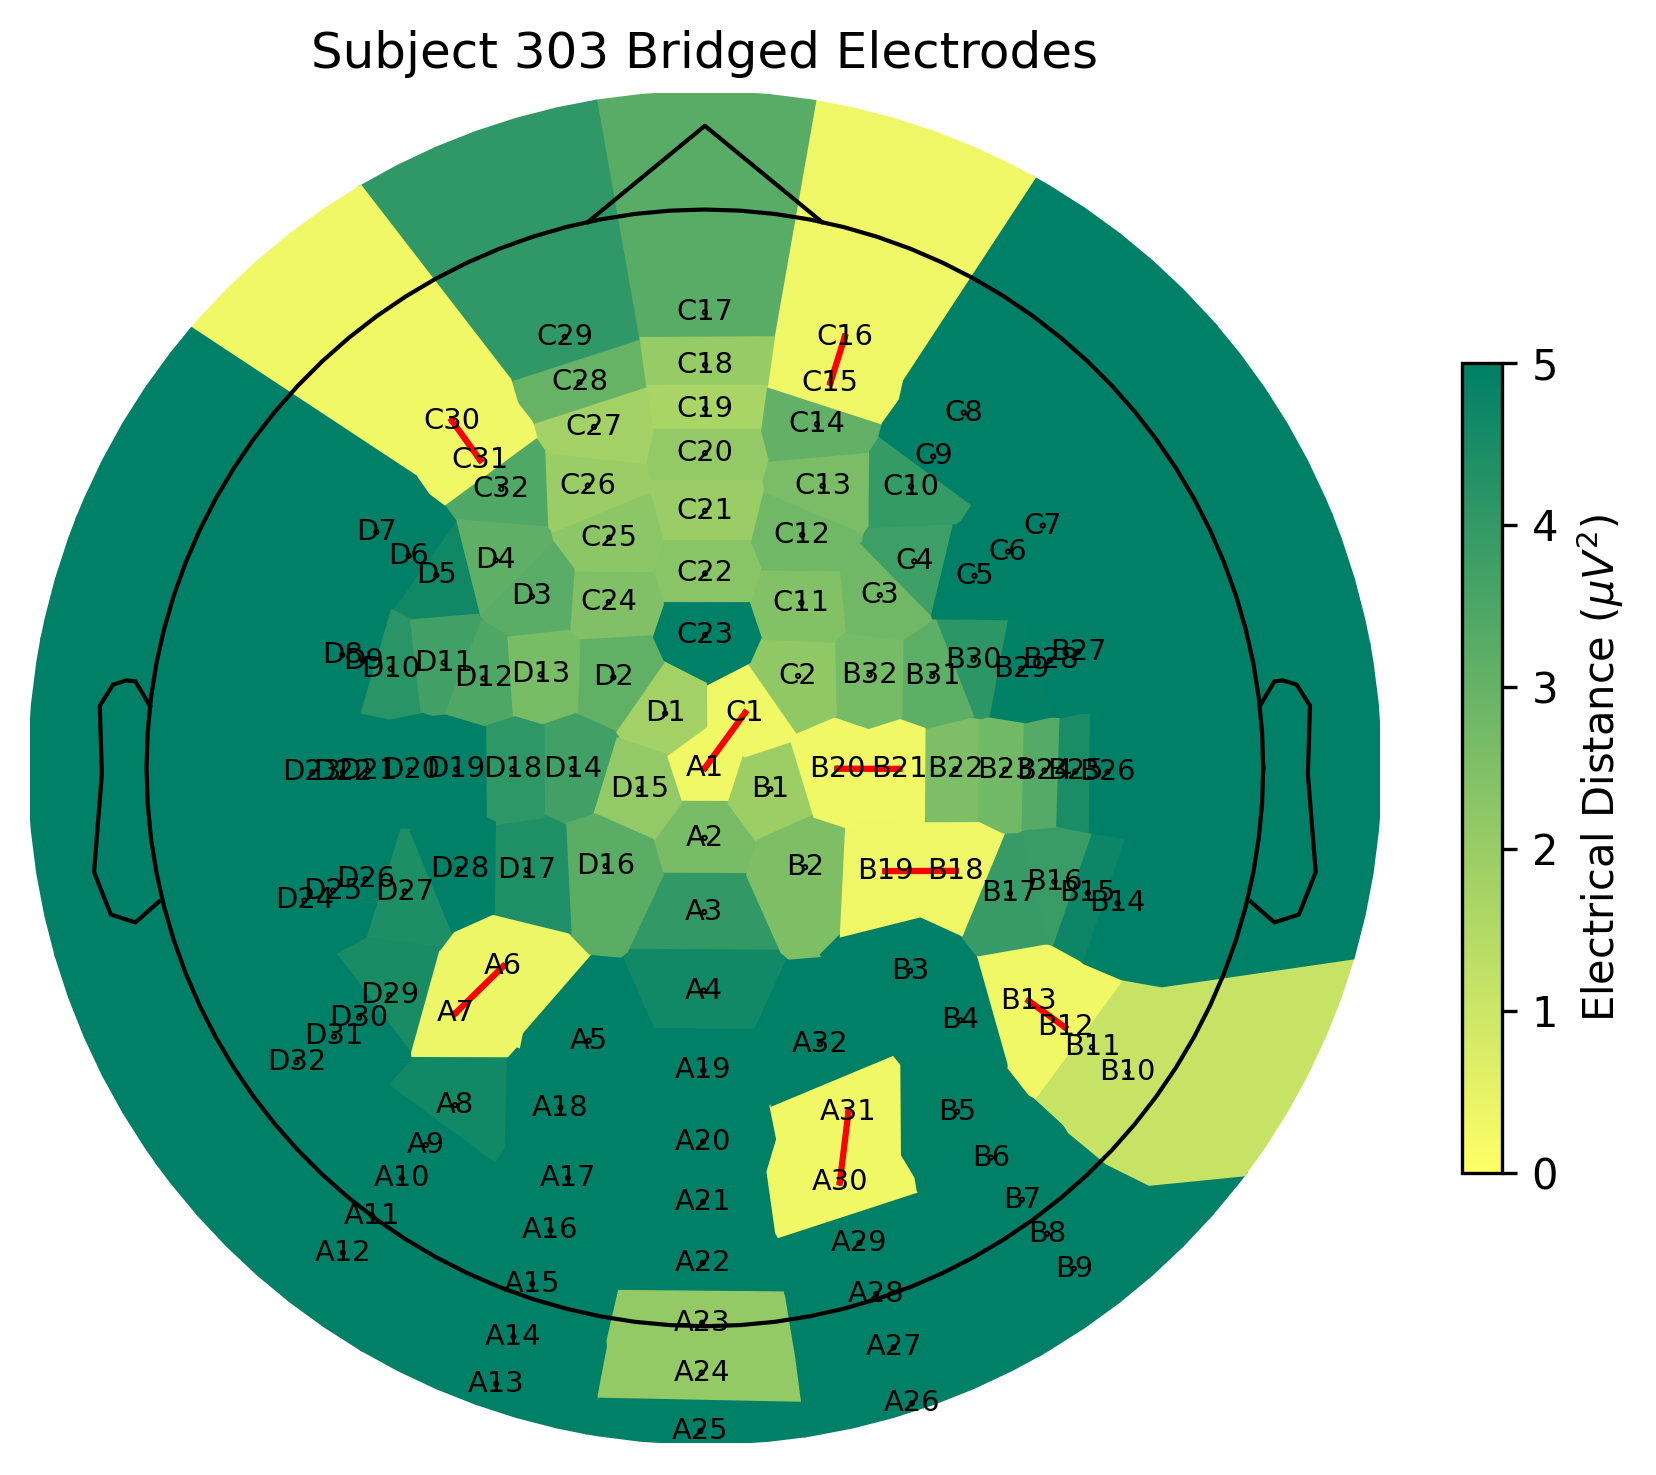 Subject 303 Bridged Electrodes
C17
C29
C16
C18
C28
C15
C30
C19
C8
C27
C14
C31
C20
C9
C32
C26
C13
C10
C21
C7
D7
C25
C12
D6
D4
C4
C6
D5
C22
C5
D3
C24
C11
C3
C23
D8
D9
D10
D11
D12
D13
D2
C2
B32
B31
B30
B29
B28
B27
D1
C1
D23
D22
D21
D20
D19
D18
D14
A1
B20
B21
B22
B23
B24
B25
B26
D15
B1
A2
D24
D25
D26
D27
D28
D17
D16
B2
B19
B18
B17
B16
B15
B14
A3
A6
B3
D29
A7
A4
B13
D30
B4
B12
D31
A5
A32
B11
D32
A19
B10
A8
A18
A31
B5
A9
A20
B6
A10
A17
A30
B7
A11
A21
A12
A16
A29
B8
A22
B9
A15
A28
A23
A14
A27
A24
A13
A26
A25
5
4
3
2
1
0
Electrical Distance (μV²)